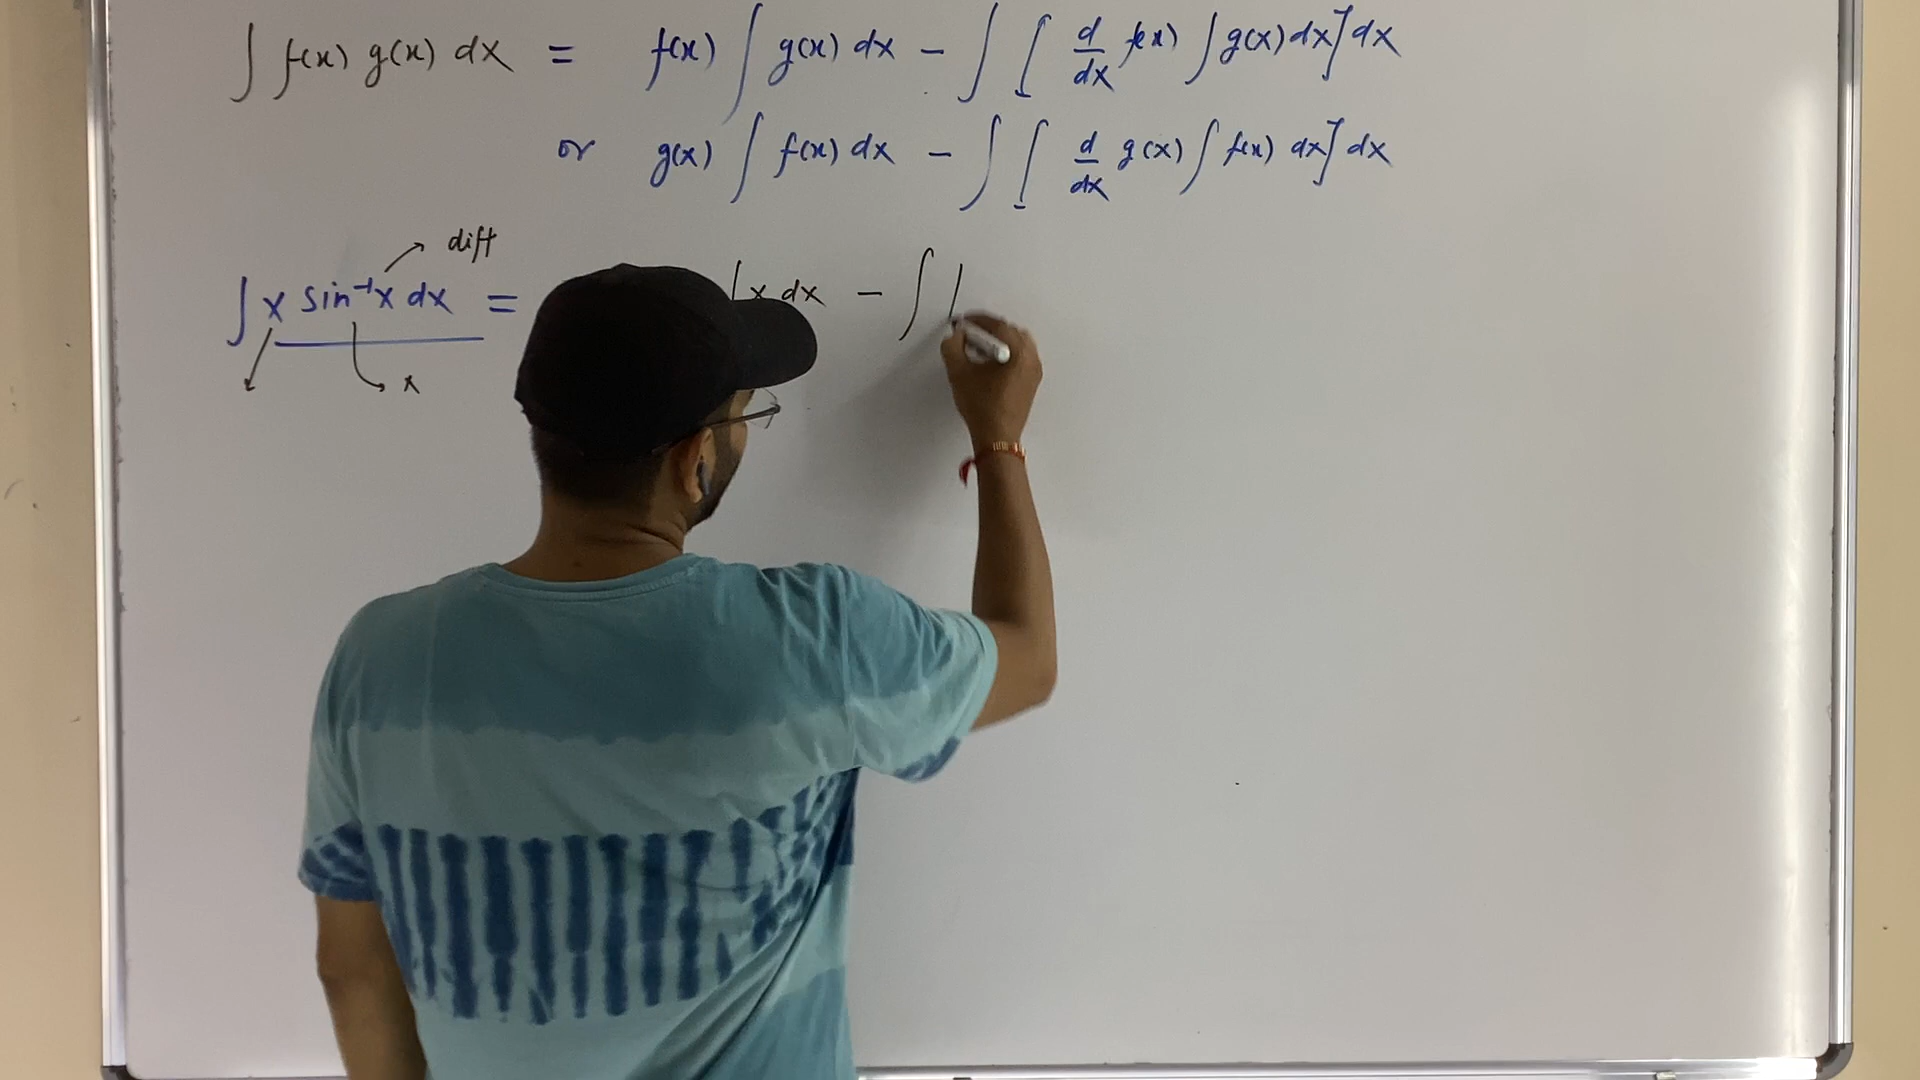 ∫ f(x) g(x) dx = f(x) ∫ g(x) dx - ∫ [ d/dx f(x) ∫ g(x) dx ] dx
or g(x) ∫ f(x) dx - ∫ [ d/dx g(x) ∫ f(x) dx ] dx
diff
∫ x sin⁻¹x dx = ∫ x dx - ∫
x